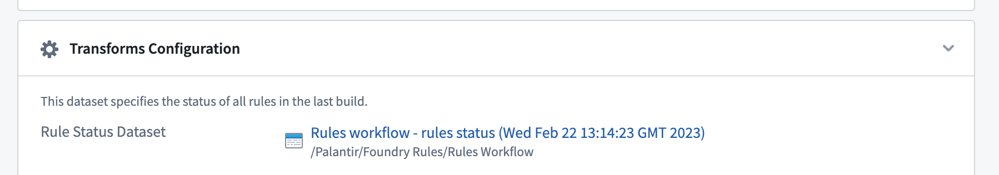 Transforms Configuration
This dataset specifies the status of all rules in the last build.
Rule Status Dataset
Rules workflow - rules status (Wed Feb 22 13:14:23 GMT 2023)
/Palantir/Foundry Rules/Rules Workflow